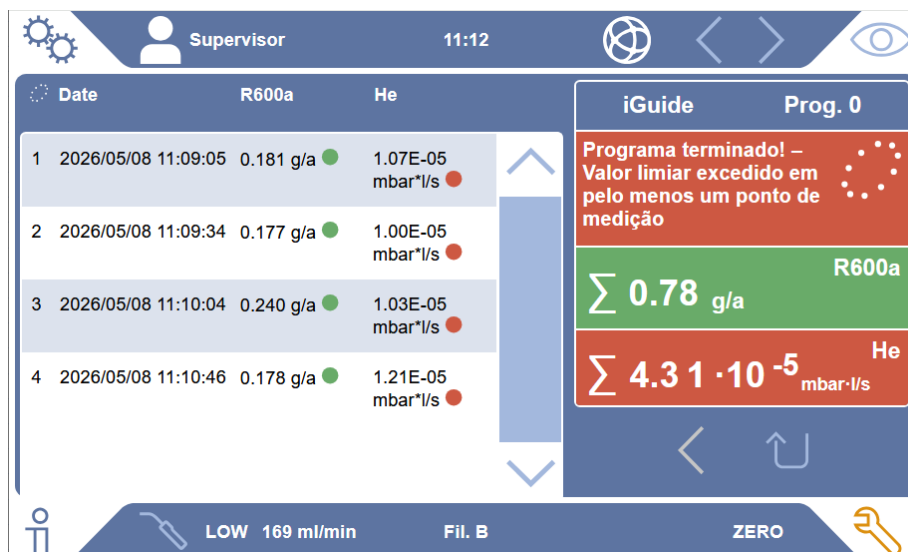 Supervisor 11:12
Date R600a He
1 2026/05/08 11:09:05 0.181 g/a 1.07E-05
mbar*l/s
2 2026/05/08 11:09:34 0.177 g/a 1.00E-05
mbar*l/s
3 2026/05/08 11:10:04 0.240 g/a 1.03E-05
mbar*l/s
4 2026/05/08 11:10:46 0.178 g/a 1.21E-05
mbar*l/s
iGuide Prog. 0
Programa terminado! –
Valor limiar excedido em
pelo menos um ponto de
medição
R600a
∑ 0.78 g/a
He
∑ 4.3 1 ·10 -5 mbar·l/s
LOW 169 ml/min Fil. B ZERO